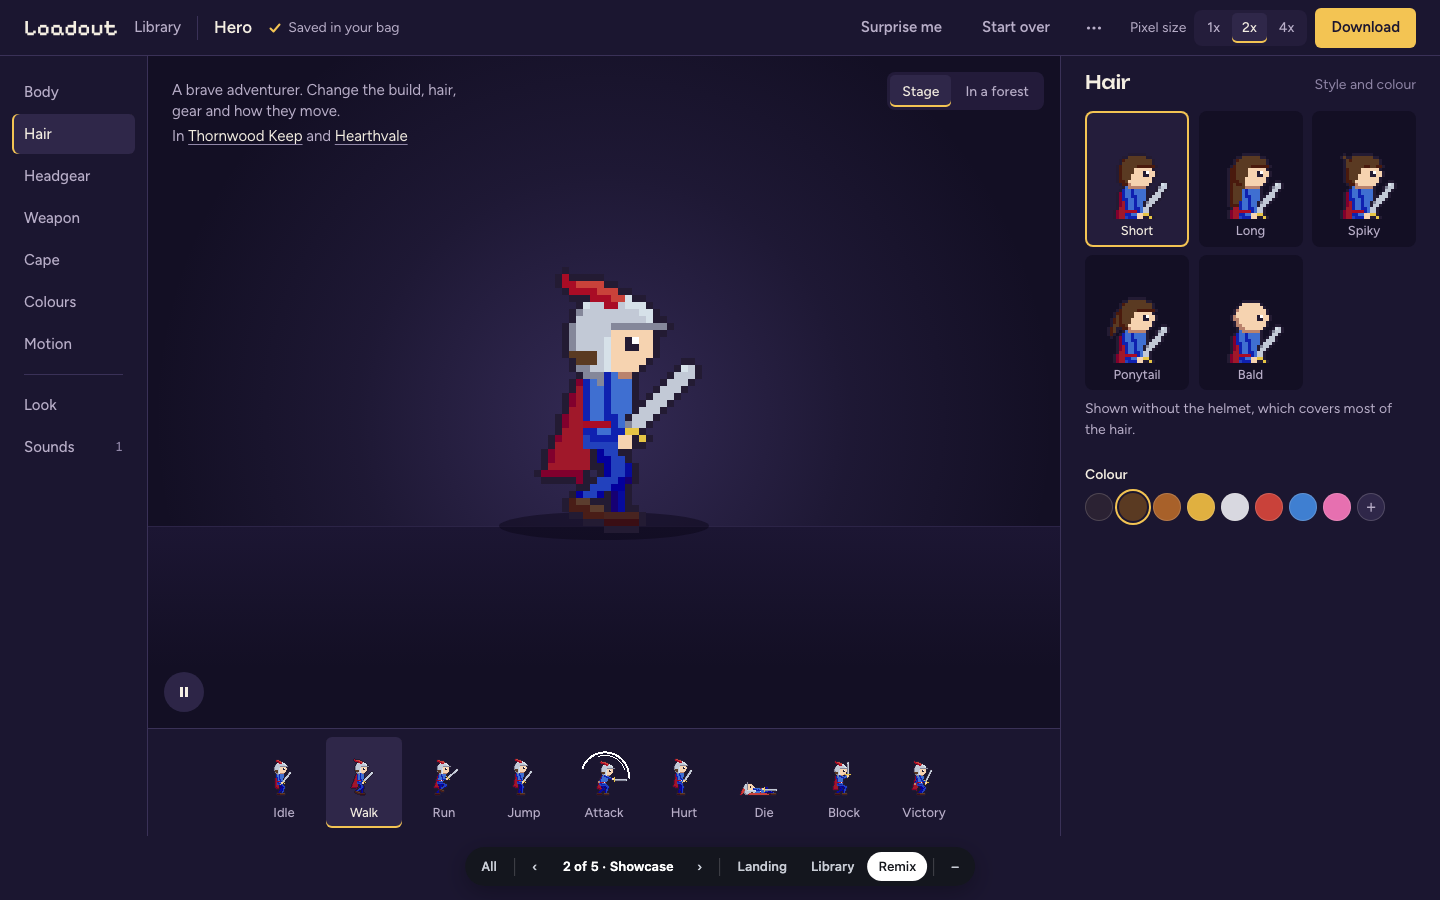 Loadout
Library
Hero
Saved in your bag
Surprise me
Start over
Pixel size
1x
2x
4x
Download
Body
Hair
Headgear
Weapon
Cape
Colours
Motion
Look
Sounds 1
A brave adventurer. Change the build, hair,
gear and how they move.
In Thornwood Keep and Hearthvale
Stage
In a forest
Idle
Walk
Run
Jump
Attack
Hurt
Die
Block
Victory
Hair
Style and colour
Short
Long
Spiky
Ponytail
Bald
Shown without the helmet, which covers most of
the hair.
Colour
+
All
‹
2 of 5 · Showcase
›
Landing
Library
Remix
–